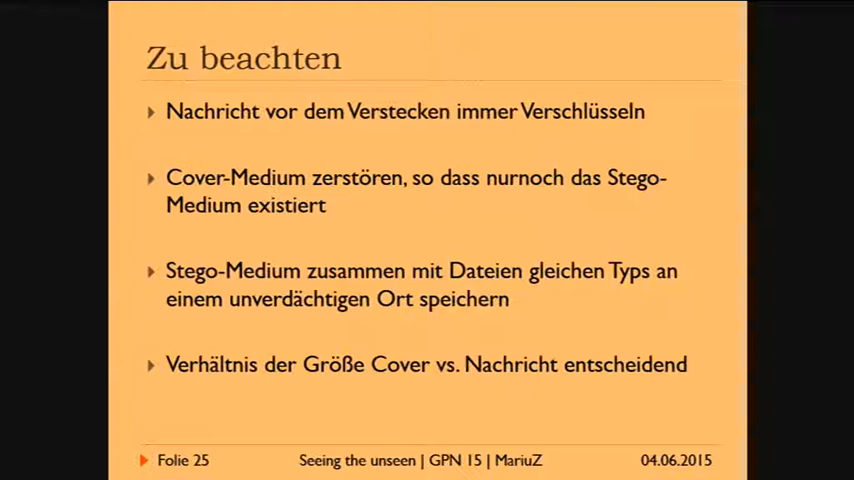 Zu beachten
Nachricht vor dem Verstecken immer Verschlüsseln
Cover-Medium zerstören, so dass nurnoch das Stego-
Medium existiert
Stego-Medium zusammen mit Dateien gleichen Typs an
einem unverdächtigen Ort speichern
Verhältnis der Größe Cover vs. Nachricht entscheidend
Folie 25 Seeing the unseen | GPN 15 | MariuZ 04.06.2015